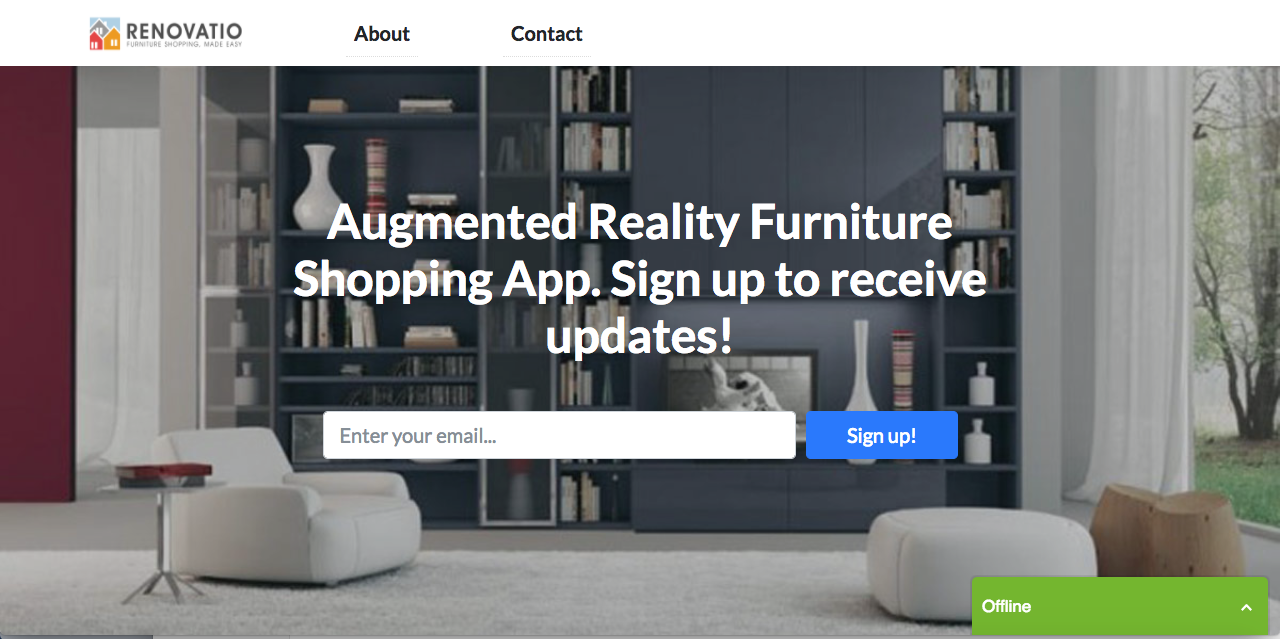 RENOVATIO
FURNITURE SHOPPING, MADE EASY
About
Contact
Augmented Reality Furniture
Shopping App. Sign up to receive
updates!
Enter your email...
Sign up!
Offline